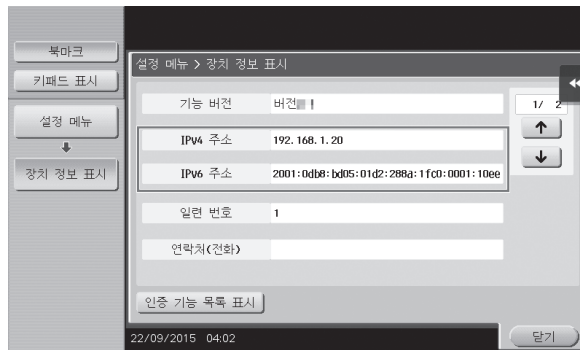 북마크
키패드 표시
설정 메뉴
장치 정보 표시
설정 메뉴 > 장치 정보 표시
기능 버전 버전
1/ 2
IPv4 주소 192.168.1.20
IPv6 주소 2001:0db8:bd05:01d2:288a:1fc0:0001:10ee
일련 번호 1
연락처(전화)
인증 기능 목록 표시
22/09/2015 04:02
닫기